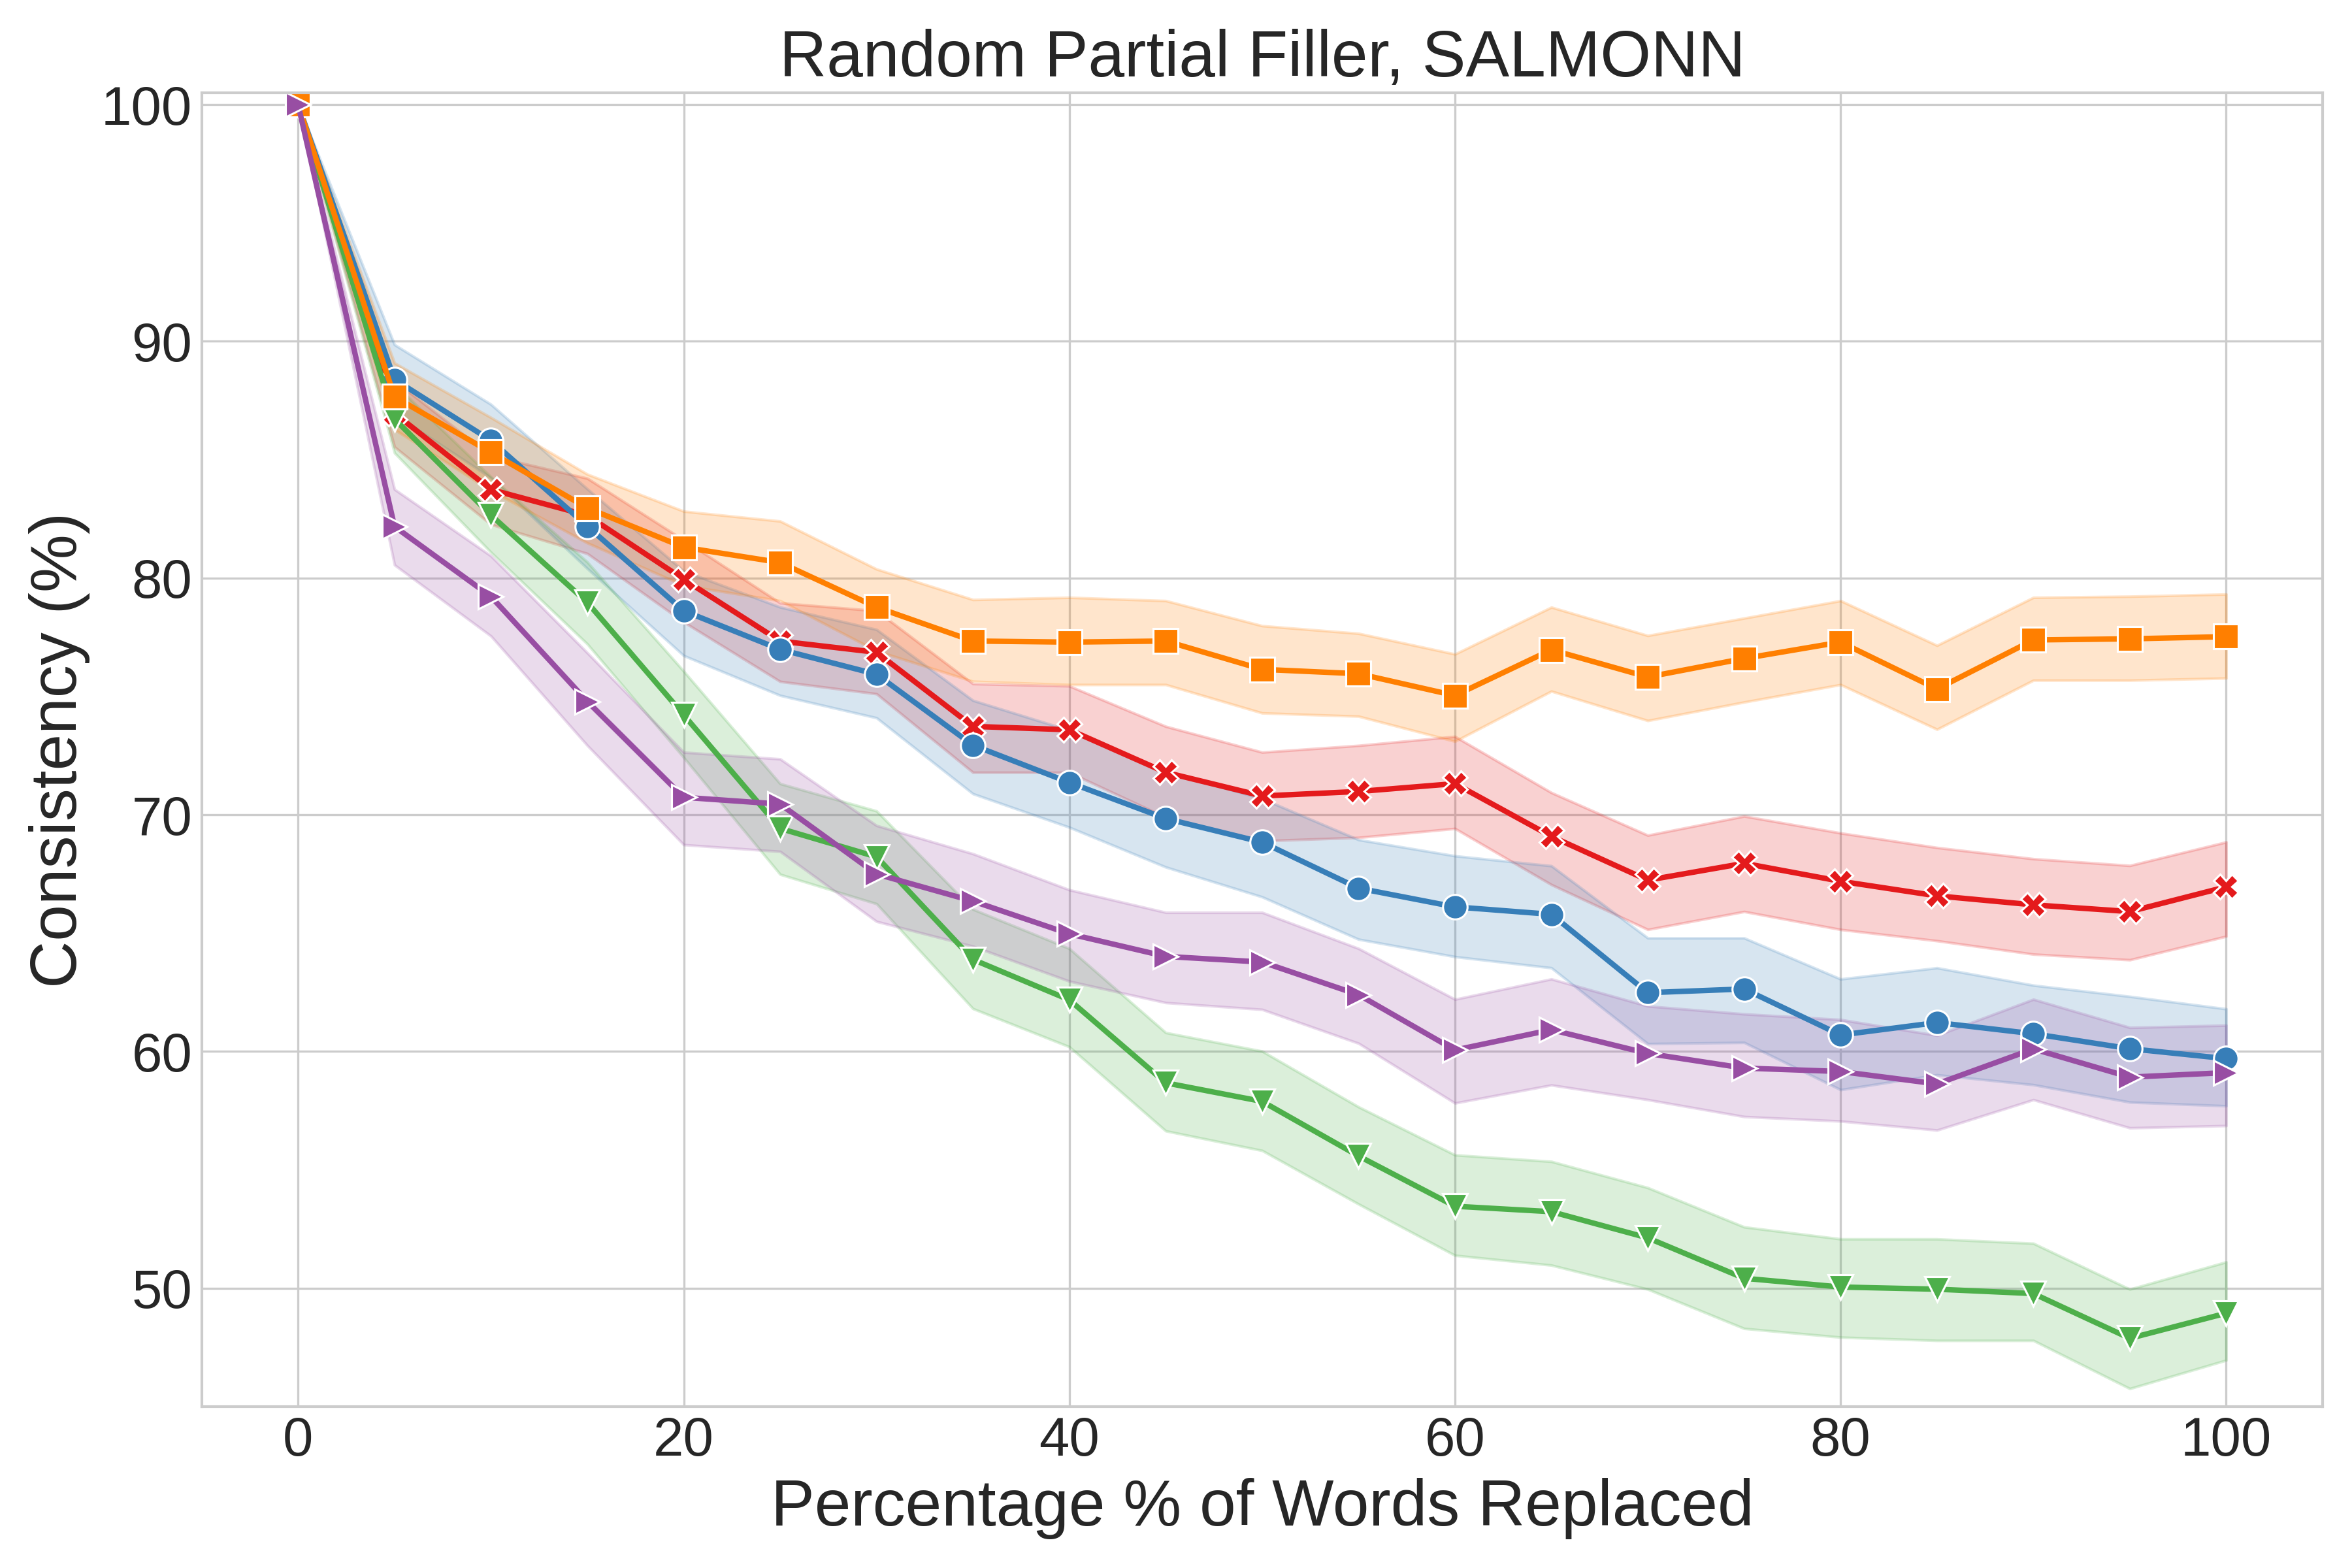 Random Partial Filler, SALMONN
100
90
80
70
60
50
Consistency (%)
0 20 40 60 80 100
Percentage % of Words Replaced